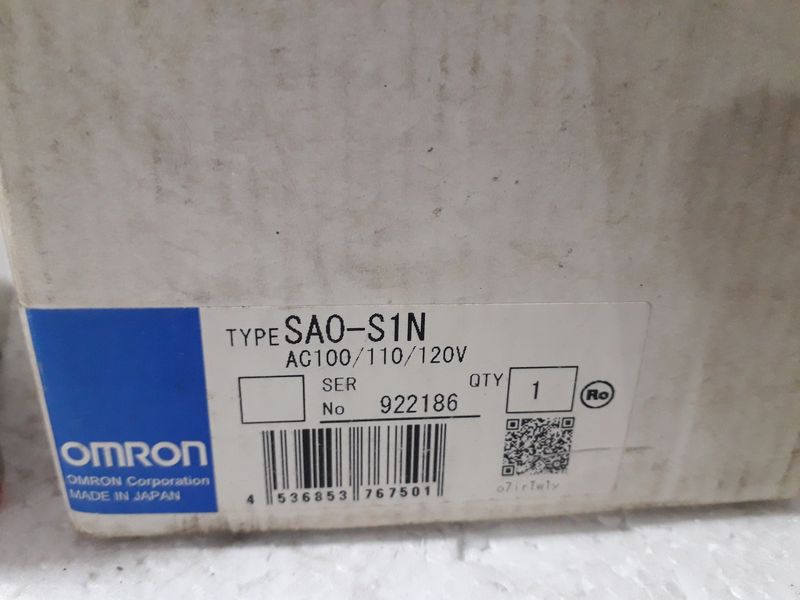 TYPE SAO-S1N
AC100/110/120V
SER
No 922186
QTY 1
Ro
OMRON
OMRON Corporation
MADE IN JAPAN
4 536853 767501